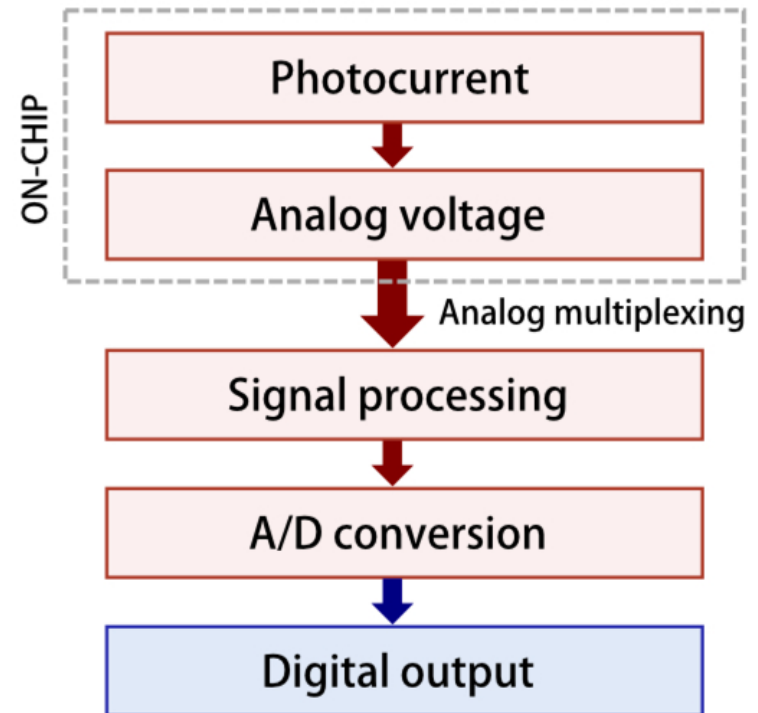 ON-CHIP
Photocurrent
Analog voltage
Analog multiplexing
Signal processing
A/D conversion
Digital output